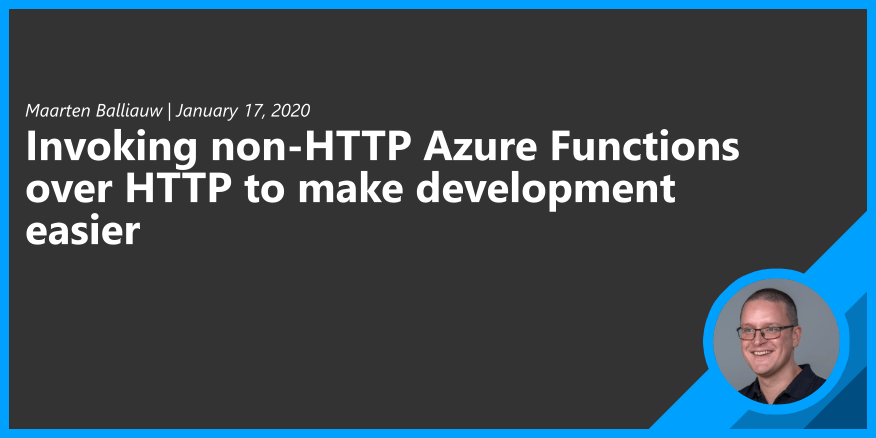 Maarten Balliauw | January 17, 2020
Invoking non-HTTP Azure Functions
over HTTP to make development
easier